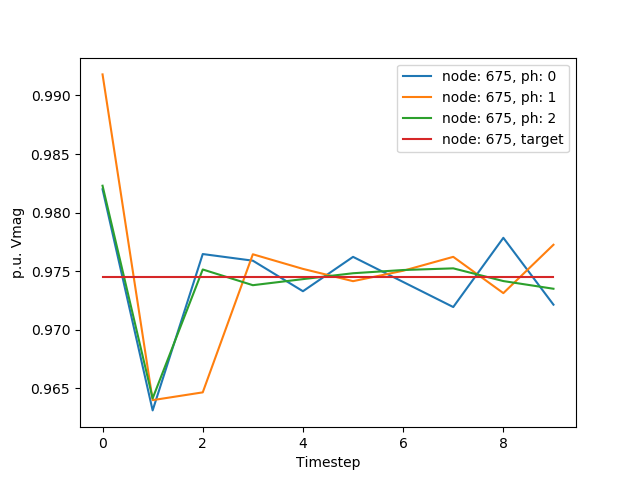 node: 675, ph: 0
node: 675, ph: 1
node: 675, ph: 2
node: 675, target
0.990
0.985
0.980
0.975
0.970
0.965
p.u. Vmag
0 2 4 6 8
Timestep